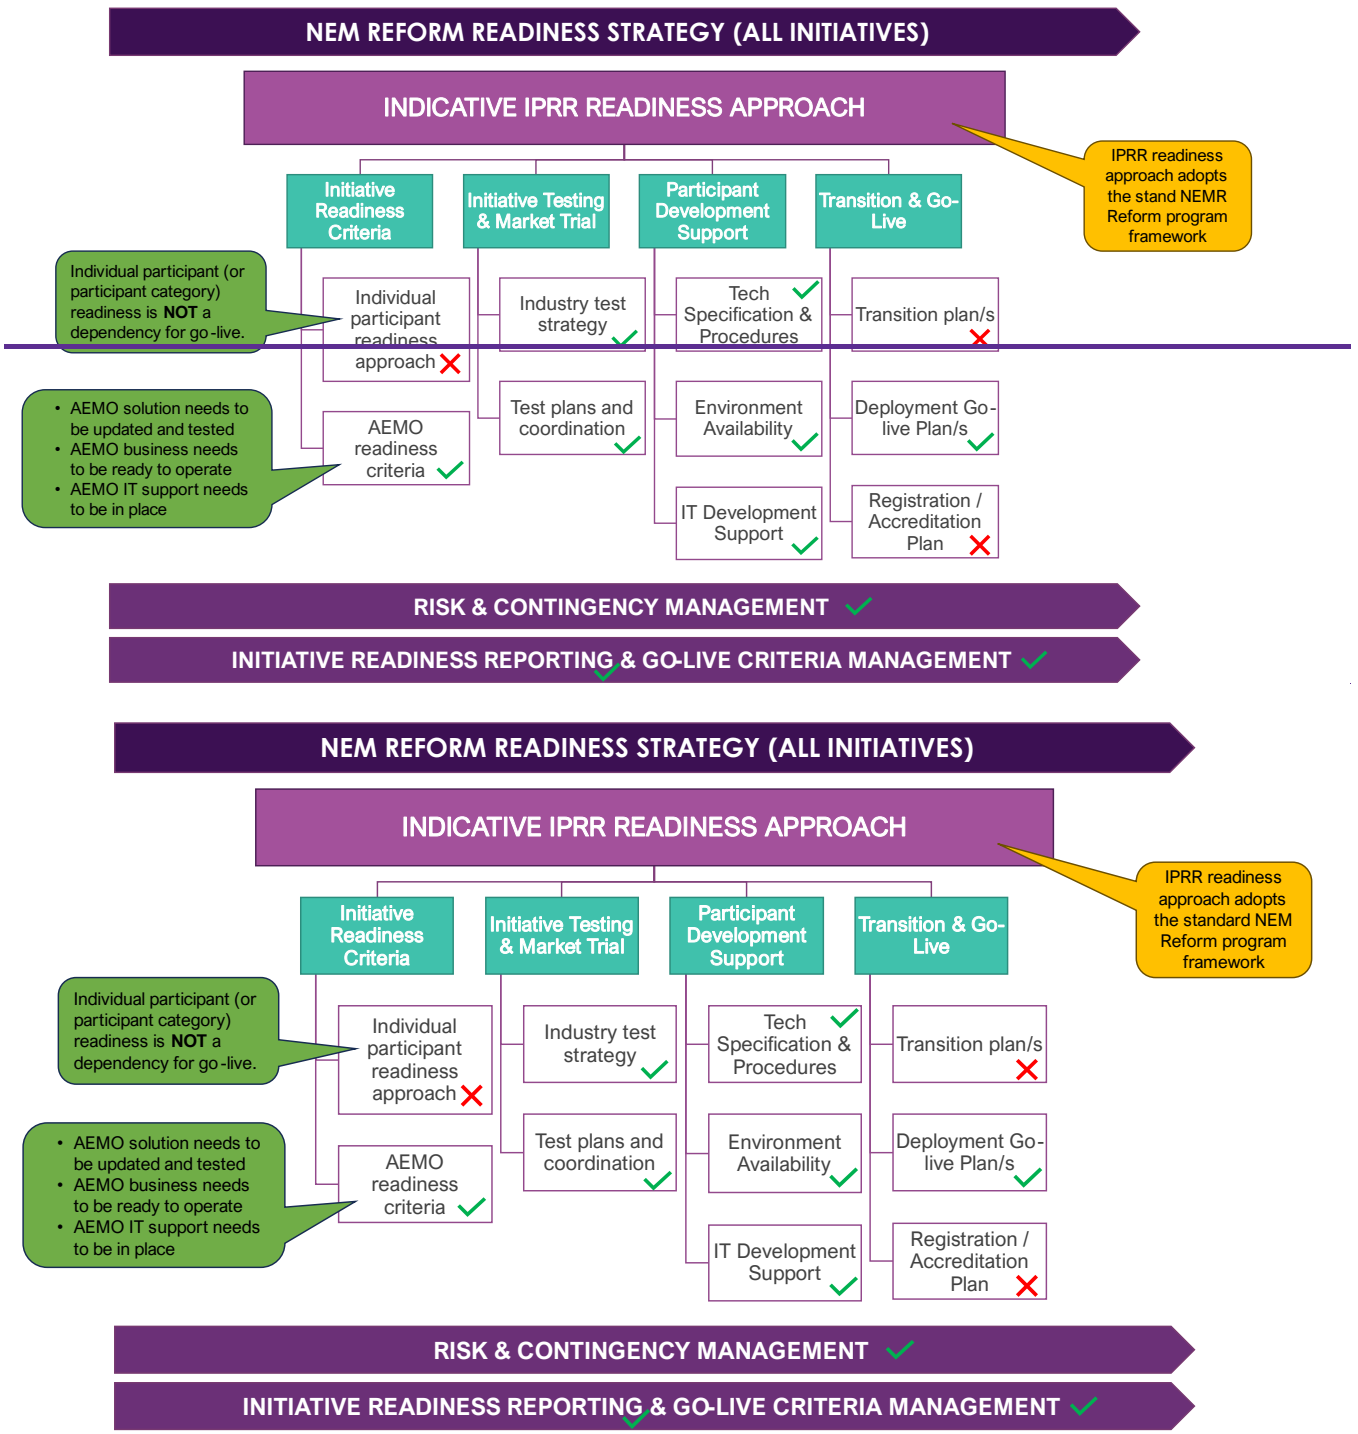 NEM REFORM READINESS STRATEGY (ALL INITIATIVES)
INDICATIVE IPRR READINESS APPROACH
IPRR readiness
approach adopts
the stand NEMR
Reform program
framework
Initiative
Readiness
Criteria
Initiative Testing
& Market Trial
Participant
Development
Support
Transition & Go-
Live
Individual participant (or
participant category)
readiness is NOT a
dependency for go-live.
Individual
participant
readiness
approach
Industry test
strategy
Tech
Specification &
Procedures
Transition plan/s
• AEMO solution needs to
be updated and tested
• AEMO business needs
to be ready to operate
• AEMO IT support needs
to be in place
AEMO
readiness
criteria
Test plans and
coordination
Environment
Availability
Deployment Go-
live Plan/s
IT Development
Support
Registration /
Accreditation
Plan
RISK & CONTINGENCY MANAGEMENT
INITIATIVE READINESS REPORTING & GO-LIVE CRITERIA MANAGEMENT
NEM REFORM READINESS STRATEGY (ALL INITIATIVES)
INDICATIVE IPRR READINESS APPROACH
IPRR readiness
approach adopts
the standard NEM
Reform program
framework
Initiative
Readiness
Criteria
Initiative Testing
& Market Trial
Participant
Development
Support
Transition & Go-
Live
Individual participant (or
participant category)
readiness is NOT a
dependency for go-live.
Individual
participant
readiness
approach
Industry test
strategy
Tech
Specification &
Procedures
Transition plan/s
• AEMO solution needs to
be updated and tested
• AEMO business needs
to be ready to operate
• AEMO IT support needs
to be in place
AEMO
readiness
criteria
Test plans and
coordination
Environment
Availability
Deployment Go-
live Plan/s
IT Development
Support
Registration /
Accreditation
Plan
RISK & CONTINGENCY MANAGEMENT
INITIATIVE READINESS REPORTING & GO-LIVE CRITERIA MANAGEMENT